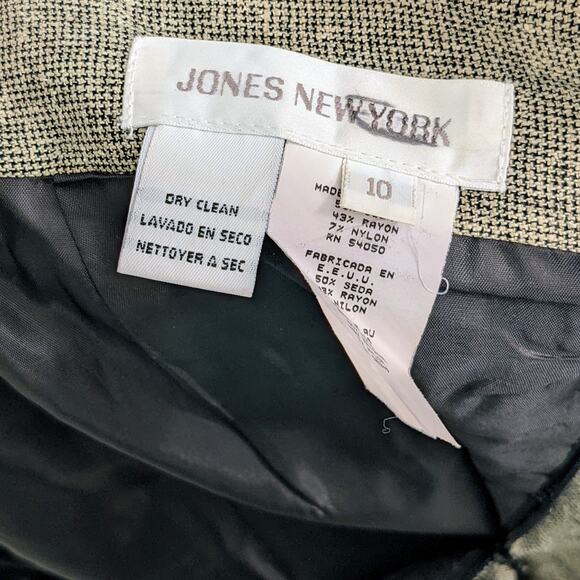 JONES NEW YORK
10
DRY CLEAN
LAVADO EN SECO
NETTOYER A SEC
MADE
43% RAYON
7% NYLON
RN 54050
FABRICADA EN
E.E.U.U.
50% SEDA
RAYON